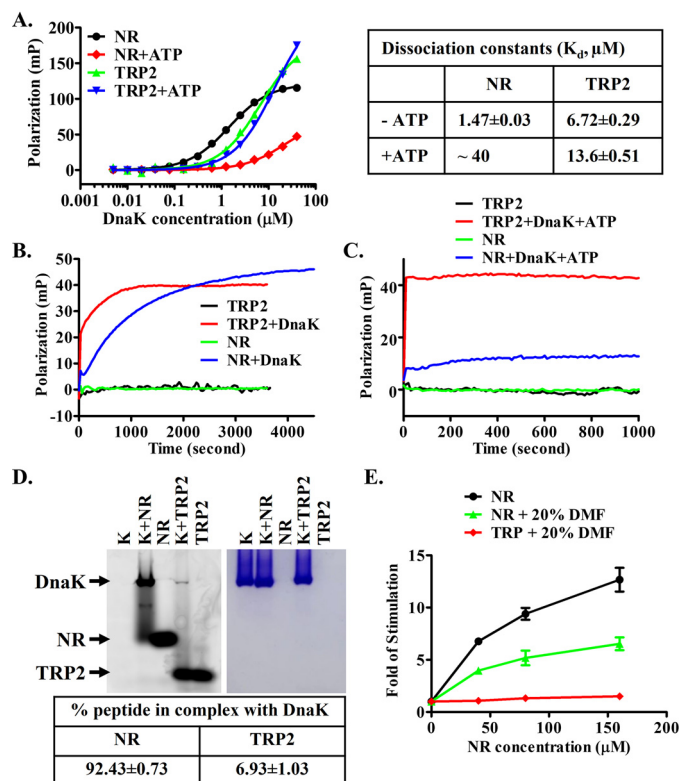 A.
Polarization (mP)
200
150
100
50
0
NR
NR+ATP
TRP2
TRP2+ATP
0.001 0.01 0.1 1 10 100 1000
DnaK concentration (μM)
Dissociation constants (Kd, μM)
NR TRP2
- ATP 1.47±0.03 6.72±0.29
+ATP ~ 40 13.6±0.51
B.
Polarization (mP)
50
40
30
20
10
0
-10
TRP2
TRP2+DnaK
NR
NR+DnaK
0 1000 2000 3000 4000
Time (second)
C.
TRP2
TRP2+DnaK+ATP
NR
NR+DnaK+ATP
Polarization (mP)
40
20
0
0 200 400 600 800 1000
Time (second)
D.
K K+NR NR K+TRP2 TRP2 K K+NR NR K+TRP2 TRP2
DnaK
NR
TRP2
% peptide in complex with DnaK
NR TRP2
92.43±0.73 6.93±1.03
E.
NR
NR + 20% DMF
TRP + 20% DMF
Fold of Stimulation
15
10
5
0
0 50 100 150 200
NR concentration (μM)